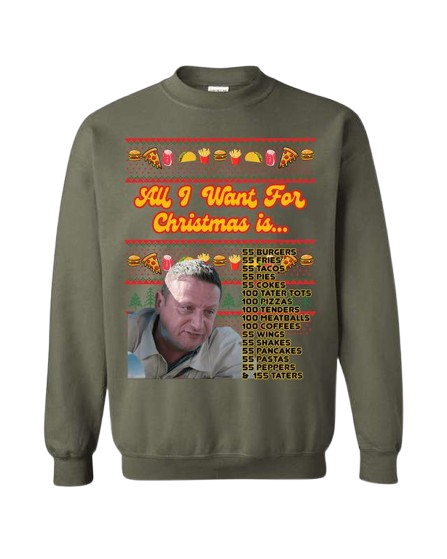 All I Want For
Christmas is...
55 BURGERS
55 FRIES
55 TACOS
55 PIES
55 COKES
100 TATER TOTS
100 PIZZAS
100 TENDERS
100 MEATBALLS
100 COFFEES
55 WINGS
55 SHAKES
55 PANCAKES
55 PASTAS
55 PEPPERS
& 155 TATERS